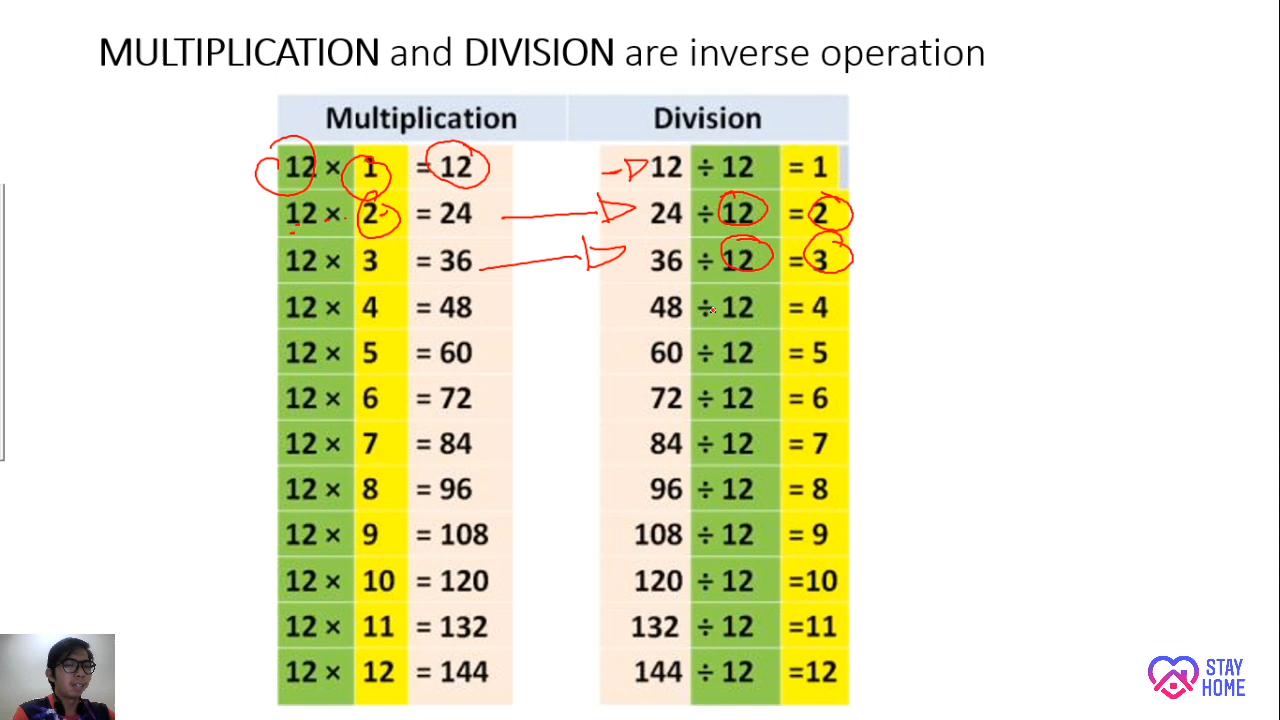 MULTIPLICATION and DIVISION are inverse operation
Multiplication Division
12 × 1 = 12 12 ÷ 12 = 1
12 × 2 = 24 24 ÷ 12 = 2
12 × 3 = 36 36 ÷ 12 = 3
12 × 4 = 48 48 ÷ 12 = 4
12 × 5 = 60 60 ÷ 12 = 5
12 × 6 = 72 72 ÷ 12 = 6
12 × 7 = 84 84 ÷ 12 = 7
12 × 8 = 96 96 ÷ 12 = 8
12 × 9 = 108 108 ÷ 12 = 9
12 × 10 = 120 120 ÷ 12 =10
12 × 11 = 132 132 ÷ 12 =11
12 × 12 = 144 144 ÷ 12 =12
STAY
HOME